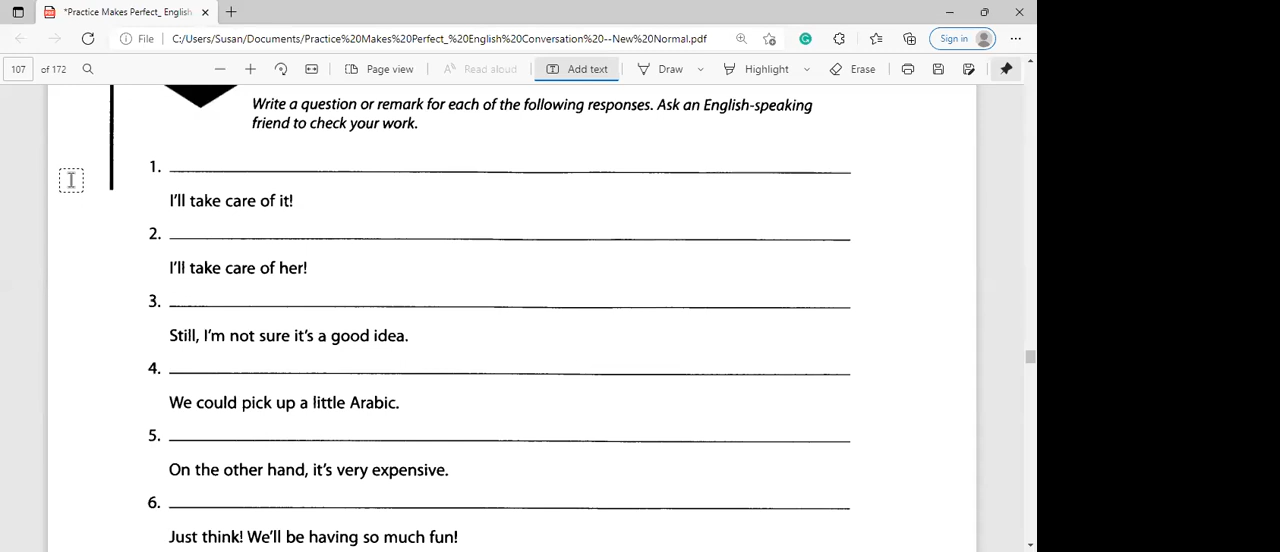 *Practice Makes Perfect_ English
File
C:/Users/Susan/Documents/Practice%20Makes%20Perfect_%20English%20Conversation%20--New%20Normal.pdf
Sign in
107 of 172
Page view
Read aloud
Add text
Draw
Highlight
Erase
Write a question or remark for each of the following responses. Ask an English-speaking
friend to check your work.
1.
I'll take care of it!
2.
I'll take care of her!
3.
Still, I'm not sure it's a good idea.
4.
We could pick up a little Arabic.
5.
On the other hand, it's very expensive.
6.
Just think! We'll be having so much fun!